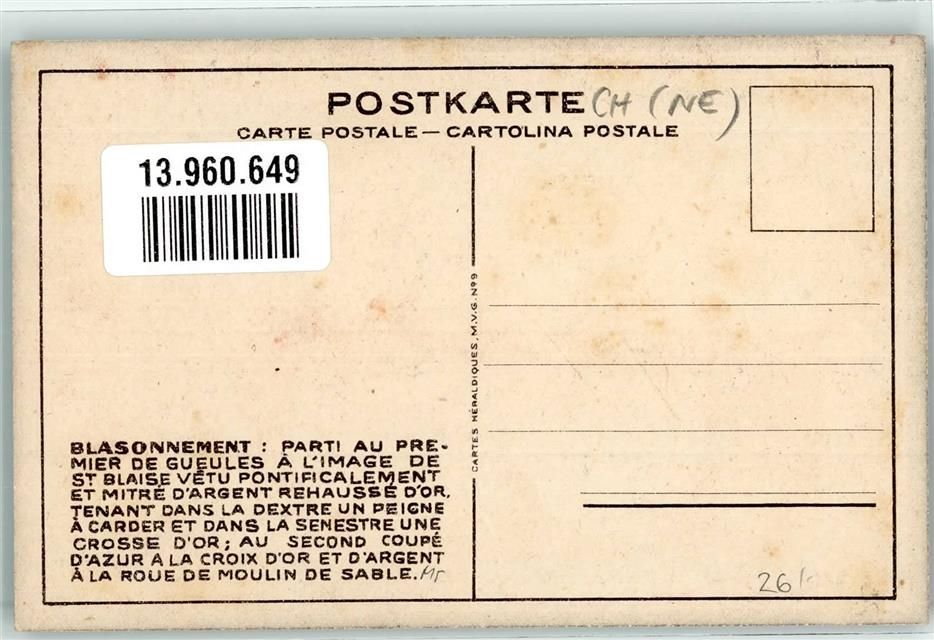 POSTKARTE CH (NE)
CARTE POSTALE — CARTOLINA POSTALE
13.960.649
CARTES HÉRALDIQUES, M.V.G. Nº9
BLASONNEMENT : PARTI AU PRE-
MIER DE GUEULES À L'IMAGE DE
ST BLAISE VÊTU PONTIFICALEMENT
ET MITRÉ D'ARGENT REHAUSSÉ D'OR,
TENANT DANS LA DEXTRE UN PEIGNE
À CARDER ET DANS LA SENESTRE UNE
CROSSE D'OR; AU SECOND COUPÉ
D'AZUR À LA CROIX D'OR ET D'ARGENT
À LA ROUE DE MOULIN DE SABLE.
26